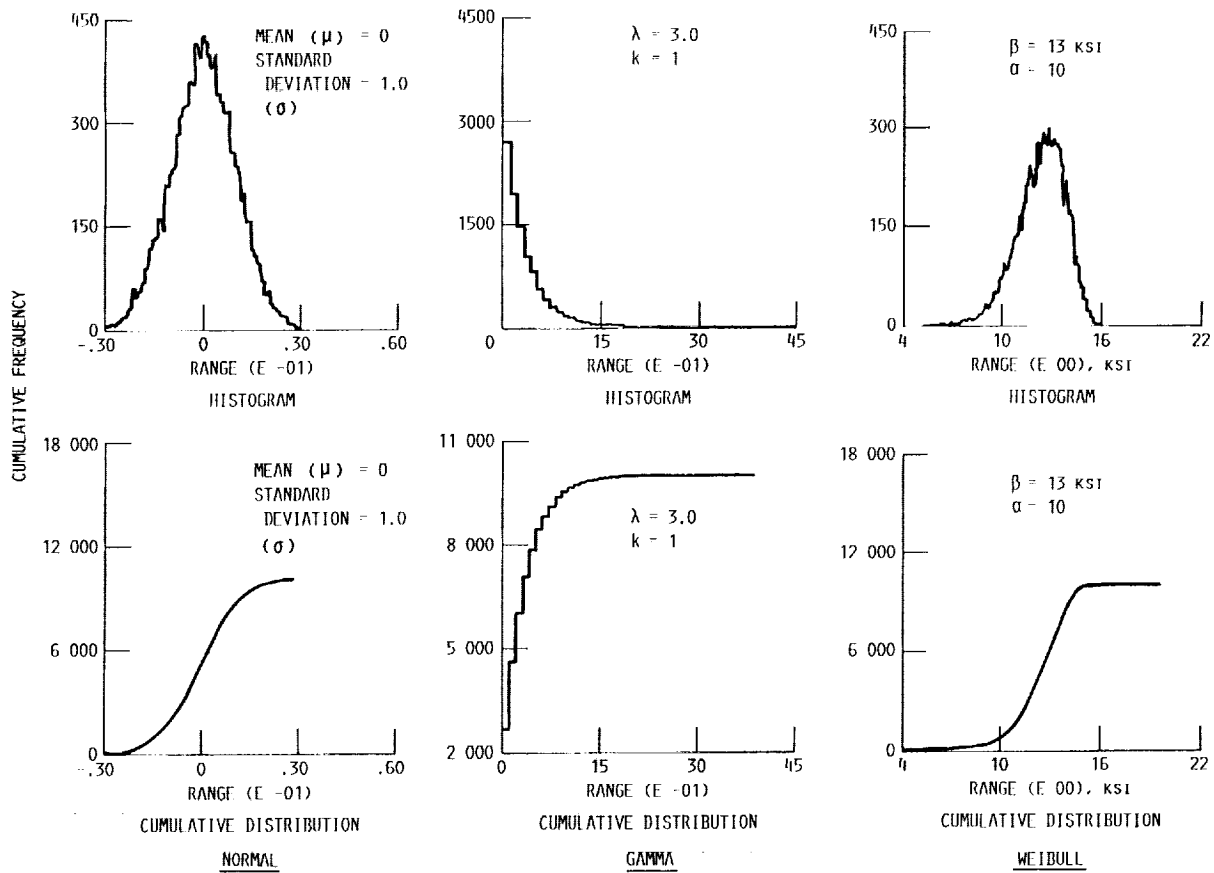 CUMULATIVE FREQUENCY
450
300
150
0
-.30
0
.30
.60
MEAN (μ) = 0
STANDARD
DEVIATION = 1.0
(σ)
RANGE (E -01)
HISTOGRAM
4500
3000
1500
0
0
15
30
45
λ = 3.0
k = 1
RANGE (E -01)
HISTOGRAM
450
300
150
0
4
10
16
22
β = 13 KSI
α - 10
RANGE (E 00), KSI
HISTOGRAM
18 000
12 000
6 000
0
-.30
0
.30
.60
MEAN (μ) = 0
STANDARD
DEVIATION = 1.0
(σ)
RANGE (E -01)
CUMULATIVE DISTRIBUTION
NORMAL
11 000
8 000
5 000
2 000
0
15
30
45
λ = 3.0
k = 1
RANGE (E -01)
CUMULATIVE DISTRIBUTION
GAMMA
18 000
12 000
6 000
0
4
10
16
22
β = 13 KSI
α - 10
RANGE (E 00), KSI
CUMULATIVE DISTRIBUTION
WEIBULL